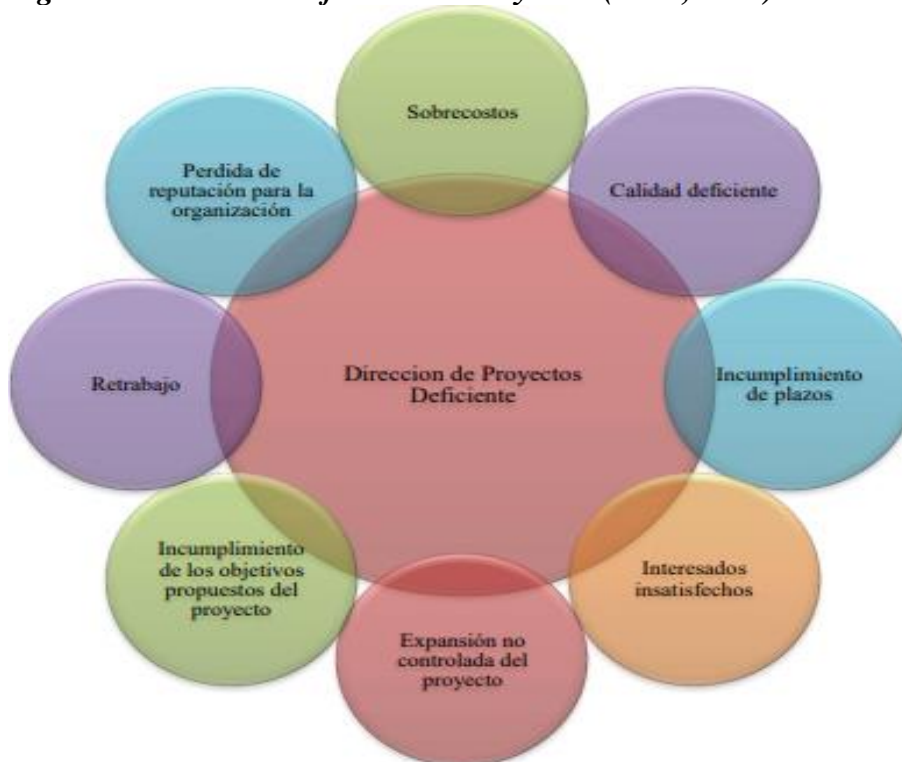 Sobrecostos
Calidad deficiente
Incumplimiento
de plazos
Interesados
insatisfechos
Expansión no
controlada del
proyecto
Incumplimiento
de los objetivos
propuestos del
proyecto
Retrabajo
Perdida de
reputación para la
organización
Direccion de Proyectos
Deficiente